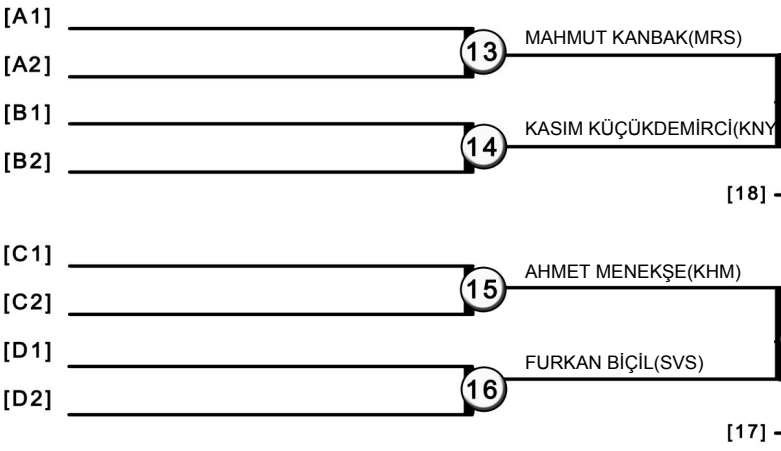 [A1]
13 MAHMUT KANBAK(MRS)
[A2]
[B1]
14 KASIM KÜÇÜKDEMİRCİ(KNY
[B2]
[18]
[C1]
15 AHMET MENEKŞE(KHM)
[C2]
[D1]
16 FURKAN BİÇİL(SVS)
[D2]
[17]